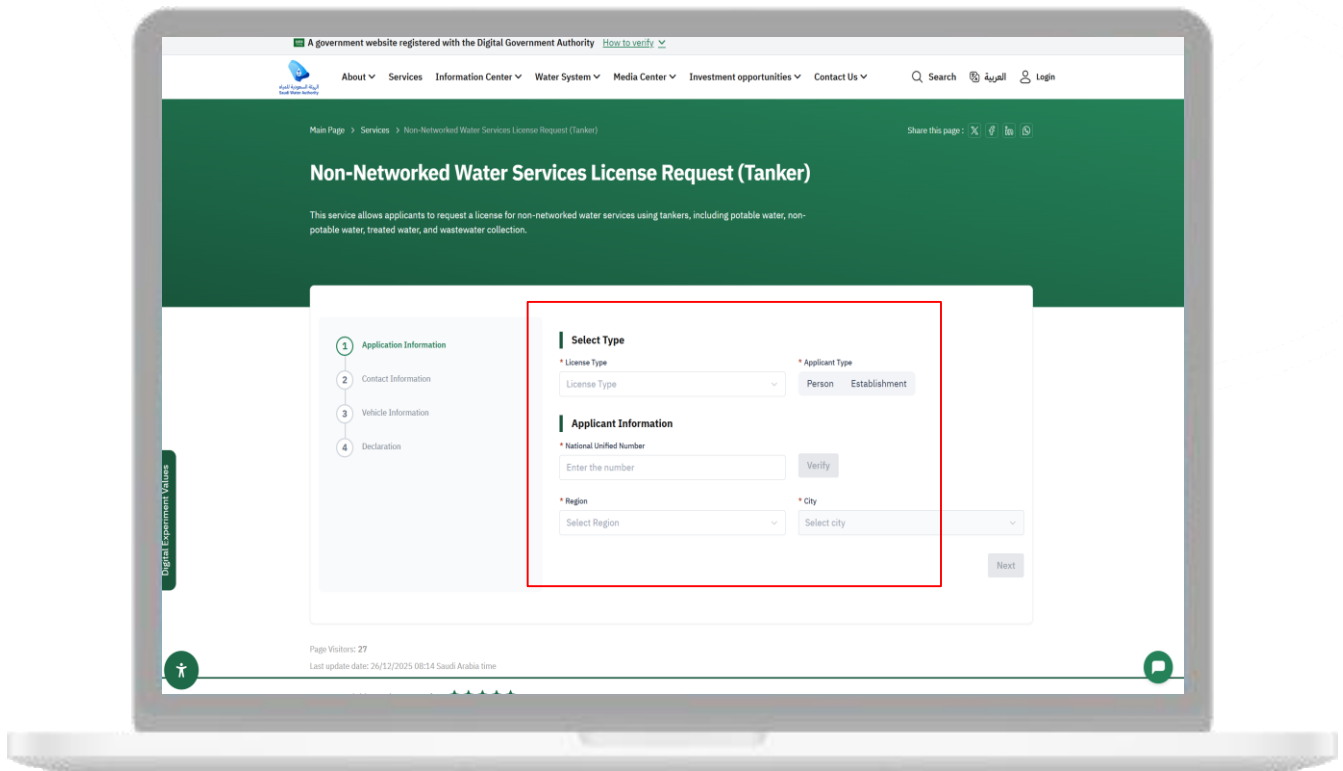 A government website registered with the Digital Government Authority How to verify
الهيئة السعودية للمياه
Saudi Water Authority
About Services Information Center Water System Media Center Investment opportunities Contact Us Search العربية Login
Main Page > Services > Non-Networked Water Services License Request (Tanker)
Share this page :
Non-Networked Water Services License Request (Tanker)
This service allows applicants to request a license for non-networked water services using tankers, including potable water, non-
potable water, treated water, and wastewater collection.
1 Application Information
2 Contact Information
3 Vehicle Information
4 Declaration
Select Type
* License Type * Applicant Type
License Type Person Establishment
Applicant Information
* National Unified Number
Enter the number Verify
* Region * City
Select Region Select city
Next
Digital Experiment Values
Page Visitors: 27
Last update date: 26/12/2025 08:14 Saudi Arabia time